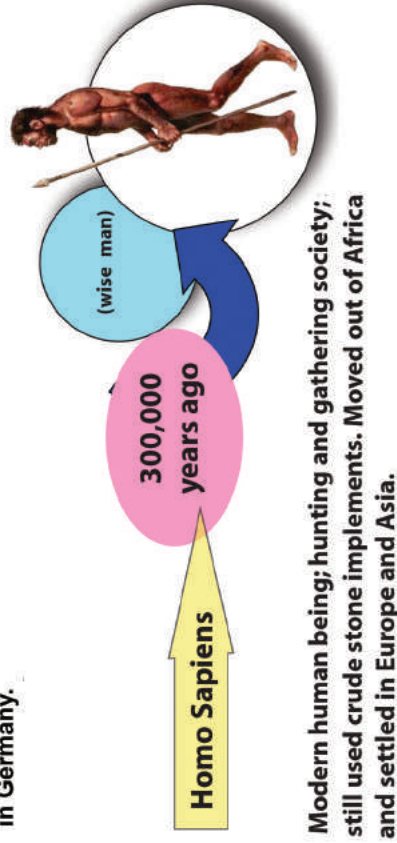 in Germany.
Homo Sapiens
300,000
years ago
(wise man)
Modern human being; hunting and gathering society;
still used crude stone implements. Moved out of Africa
and settled in Europe and Asia.